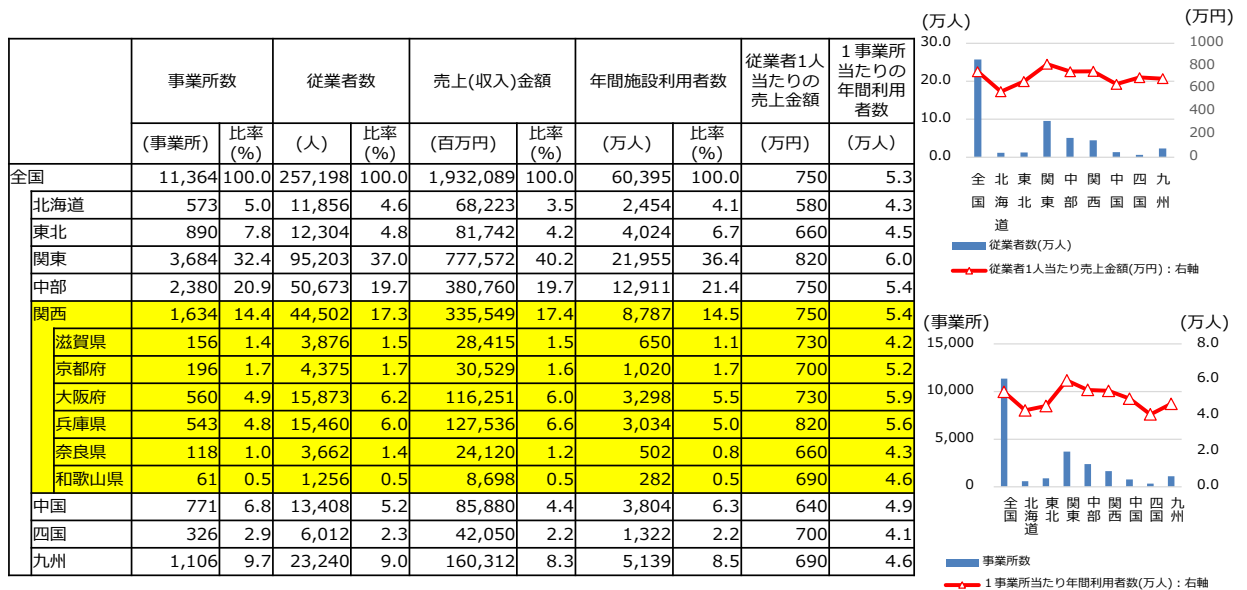 事業所数 従業者数 売上(収入)金額 年間施設利用者数 従業者1人当たりの売上金額 1事業所当たりの年間利用者数
(事業所) 比率(%) (人) 比率(%) (百万円) 比率(%) (万人) 比率(%) (万円) (万人)
全国 11,364 100.0 257,198 100.0 1,932,089 100.0 60,395 100.0 750 5.3
北海道 573 5.0 11,856 4.6 68,223 3.5 2,454 4.1 580 4.3
東北 890 7.8 12,304 4.8 81,742 4.2 4,024 6.7 660 4.5
関東 3,684 32.4 95,203 37.0 777,572 40.2 21,955 36.4 820 6.0
中部 2,380 20.9 50,673 19.7 380,760 19.7 12,911 21.4 750 5.4
関西 1,634 14.4 44,502 17.3 335,549 17.4 8,787 14.5 750 5.4
滋賀県 156 1.4 3,876 1.5 28,415 1.5 650 1.1 730 4.2
京都府 196 1.7 4,375 1.7 30,529 1.6 1,020 1.7 700 5.2
大阪府 560 4.9 15,873 6.2 116,251 6.0 3,298 5.5 730 5.9
兵庫県 543 4.8 15,460 6.0 127,536 6.6 3,034 5.0 820 5.6
奈良県 118 1.0 3,662 1.4 24,120 1.2 502 0.8 660 4.3
和歌山県 61 0.5 1,256 0.5 8,698 0.5 282 0.5 690 4.6
中国 771 6.8 13,408 5.2 85,880 4.4 3,804 6.3 640 4.9
四国 326 2.9 6,012 2.3 42,050 2.2 1,322 2.2 700 4.1
九州 1,106 9.7 23,240 9.0 160,312 8.3 5,139 8.5 690 4.6
(万人) (万円)
30.0 1000
800
20.0
600
400
10.0
200
0.0 0
全国 北海道 東北 関東 中部 関西 中国 四国 九州
従業者数(万人)
従業者1人当たり売上金額(万円):右軸
(事業所) (万人)
15,000 8.0
6.0
10,000
4.0
5,000
2.0
0 0.0
全国 北海道 東北 関東 中部 関西 中国 四国 九州
事業所数
1事業所当たり年間利用者数(万人):右軸